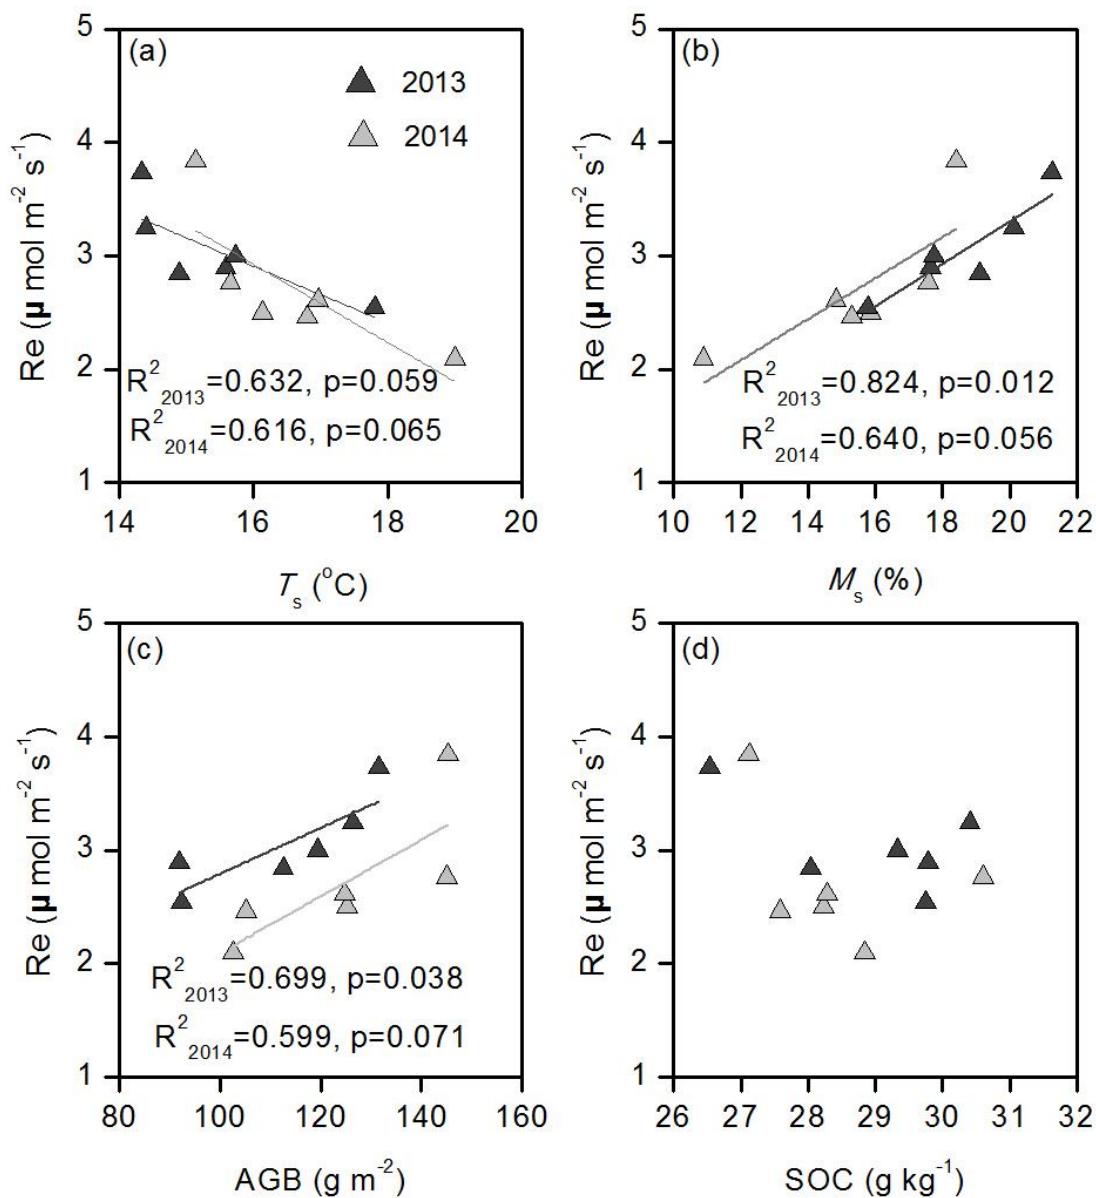 (a)
2013
2014
R²2013=0.632, p=0.059
R²2014=0.616, p=0.065
5
4
3
2
1
14 16 18 20
Re (μ mol m-2 s-1)
Ts (oC)
(b)
R²2013=0.824, p=0.012
R²2014=0.640, p=0.056
5
4
3
2
1
10 12 14 16 18 20 22
Re (μ mol m-2 s-1)
Ms (%)
(c)
R²2013=0.699, p=0.038
R²2014=0.599, p=0.071
5
4
3
2
1
80 100 120 140 160
Re (μ mol m-2 s-1)
AGB (g m-2)
(d)
5
4
3
2
1
26 27 28 29 30 31 32
Re (μ mol m-2 s-1)
SOC (g kg-1)